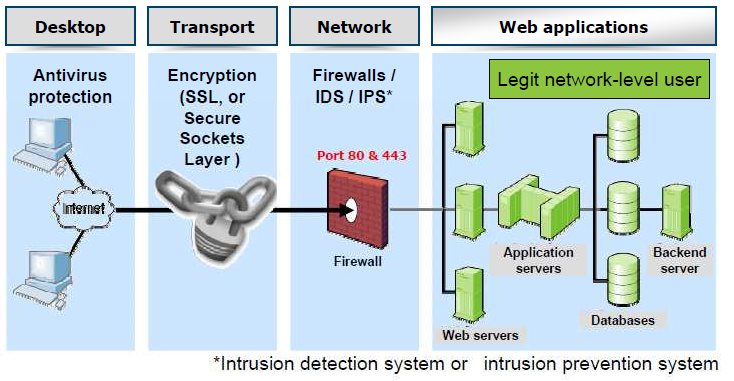 Desktop
Transport
Network
Web applications
Antivirus
protection
Encryption
(SSL, or
Secure
Sockets
Layer )
Firewalls /
IDS / IPS*
Legit network-level user
Port 80 & 443
Internet
Firewall
Application
servers
Backend
server
Web servers
Databases
*Intrusion detection system or intrusion prevention system